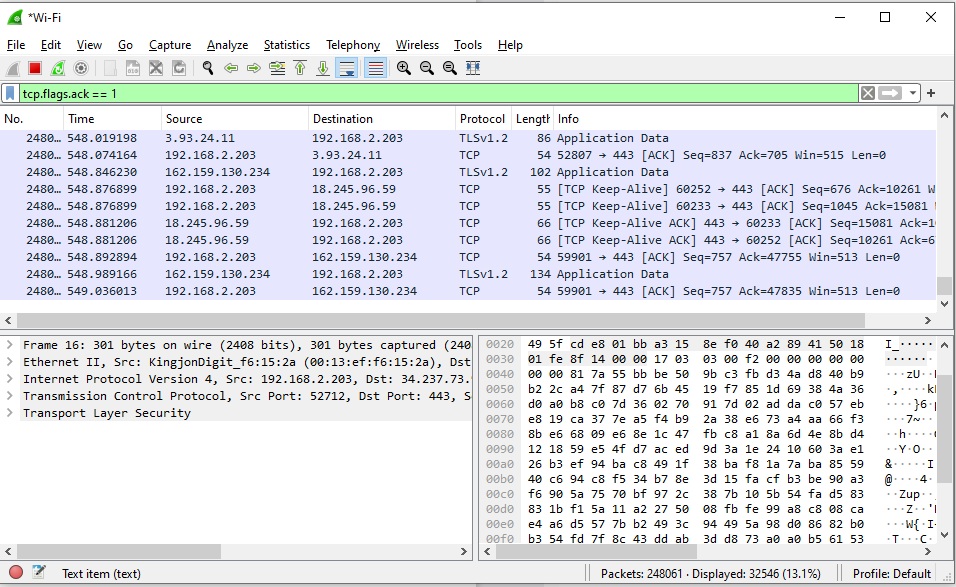 *Wi-Fi
File Edit View Go Capture Analyze Statistics Telephony Wireless Tools Help
tcp.flags.ack == 1
No. Time Source Destination Protocol Length Info
2480… 548.019198 3.93.24.11 192.168.2.203 TLSv1.2 86 Application Data
2480… 548.074164 192.168.2.203 3.93.24.11 TCP 54 52807 → 443 [ACK] Seq=837 Ack=705 Win=515 Len=0
2480… 548.846230 162.159.130.234 192.168.2.203 TLSv1.2 102 Application Data
2480… 548.876899 192.168.2.203 18.245.96.59 TCP 55 [TCP Keep-Alive] 60252 → 443 [ACK] Seq=676 Ack=10261 W
2480… 548.876899 192.168.2.203 18.245.96.59 TCP 55 [TCP Keep-Alive] 60233 → 443 [ACK] Seq=1045 Ack=15081
2480… 548.881206 18.245.96.59 192.168.2.203 TCP 66 [TCP Keep-Alive ACK] 443 → 60233 [ACK] Seq=15081 Ack=1
2480… 548.881206 18.245.96.59 192.168.2.203 TCP 66 [TCP Keep-Alive ACK] 443 → 60252 [ACK] Seq=10261 Ack=6
2480… 548.892894 192.168.2.203 162.159.130.234 TCP 54 59901 → 443 [ACK] Seq=757 Ack=47755 Win=513 Len=0
2480… 548.989166 162.159.130.234 192.168.2.203 TLSv1.2 134 Application Data
2480… 549.036013 192.168.2.203 162.159.130.234 TCP 54 59901 → 443 [ACK] Seq=757 Ack=47835 Win=513 Len=0
Frame 16: 301 bytes on wire (2408 bits), 301 bytes captured (240
Ethernet II, Src: KingjonDigit_f6:15:2a (00:13:ef:f6:15:2a), Dst
Internet Protocol Version 4, Src: 192.168.2.203, Dst: 34.237.73.
Transmission Control Protocol, Src Port: 52712, Dst Port: 443, S
Transport Layer Security
0020 49 5f cd e8 01 bb a3 15 8e f0 40 a2 89 41 50 18 I_·····
0030 01 fe 8f 14 00 00 17 03 03 00 f2 00 00 00 00 00 ·······
0040 00 00 81 7a 55 bb be 50 9b c3 fb d3 4a d8 40 b9 ···zU··
0050 b2 2c a4 7f 87 d7 6b 45 19 f7 85 1d 69 38 4a 36 ·,····k
0060 d0 a0 b8 c0 7d 36 02 70 91 7d 02 ad da c0 57 eb ····}6·p
0070 e8 19 ca 37 7e a5 f4 b9 2a 38 e6 73 a4 aa 66 f3 ···7~··
0080 8b e6 68 09 e6 8e 1c 47 fb c8 a1 8a 6d 4e 8b d4 ··h····
0090 12 18 59 e5 4f d7 ac ed 9d 3a 1e 24 10 60 3a e1 ··Y·O··
00a0 26 b3 ef 94 ba c8 49 1f 38 ba f8 1a 7a ba 85 59 &·····I
00b0 40 c6 94 c8 f5 34 b7 8e 3d 15 fa cf b3 be 90 a3 @····4·
00c0 f6 90 5a 75 70 bf 97 2c 38 7b 10 5b 54 fa d5 83 ··Zup··
00d0 83 1b f1 5a 11 a2 27 50 08 fb fe 99 a8 c8 08 ca ···Z··'
00e0 e4 a6 d5 57 7b b2 49 3c 94 49 5a 98 d0 86 82 b0 ···W{·I
00f0 b3 54 fd 7f 8c 43 dd ab 3d d8 73 a0 a0 b5 61 53 ·T···C·
Text item (text)
Packets: 248061 · Displayed: 32546 (13.1%)
Profile: Default